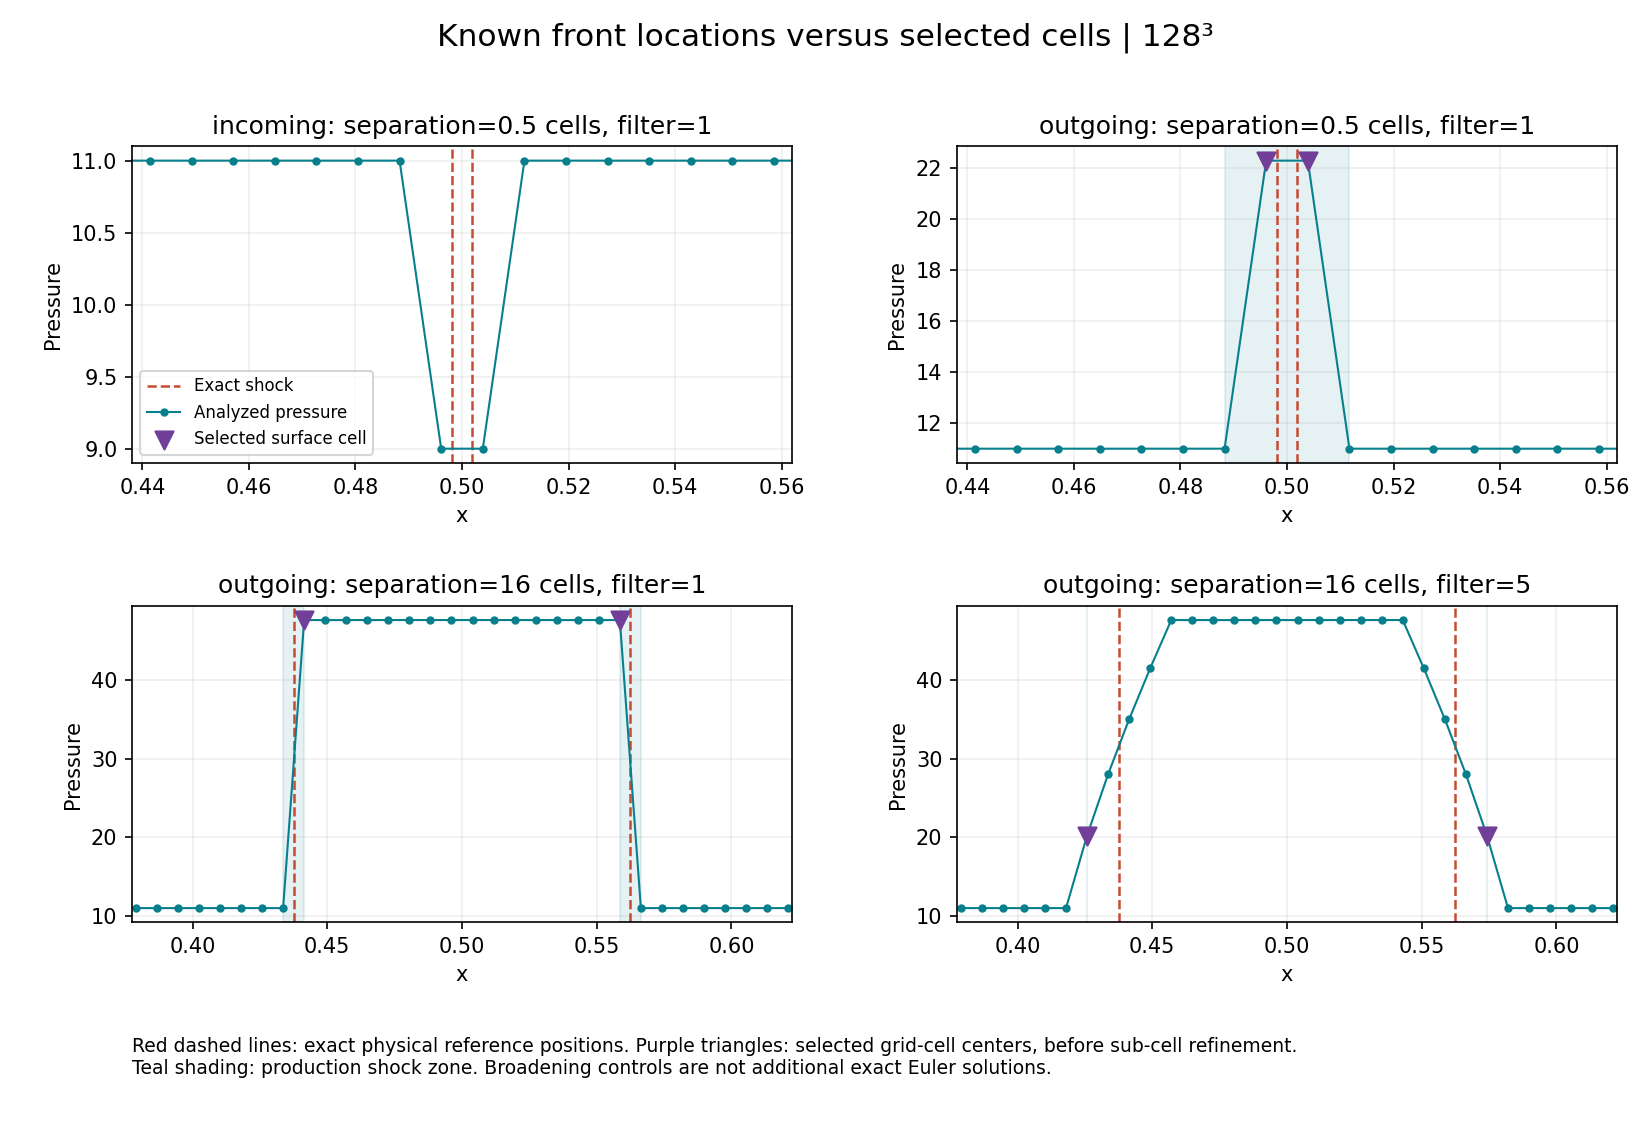 Known front locations versus selected cells | 128³
incoming: separation=0.5 cells, filter=1
11.0
10.5
10.0
9.5
9.0
Pressure
Exact shock
Analyzed pressure
Selected surface cell
0.44 0.46 0.48 0.50 0.52 0.54 0.56
x
outgoing: separation=0.5 cells, filter=1
22
20
18
16
14
12
Pressure
0.44 0.46 0.48 0.50 0.52 0.54 0.56
x
outgoing: separation=16 cells, filter=1
40
30
20
10
Pressure
0.40 0.45 0.50 0.55 0.60
x
outgoing: separation=16 cells, filter=5
40
30
20
10
Pressure
0.40 0.45 0.50 0.55 0.60
x
Red dashed lines: exact physical reference positions. Purple triangles: selected grid-cell centers, before sub-cell refinement.
Teal shading: production shock zone. Broadening controls are not additional exact Euler solutions.